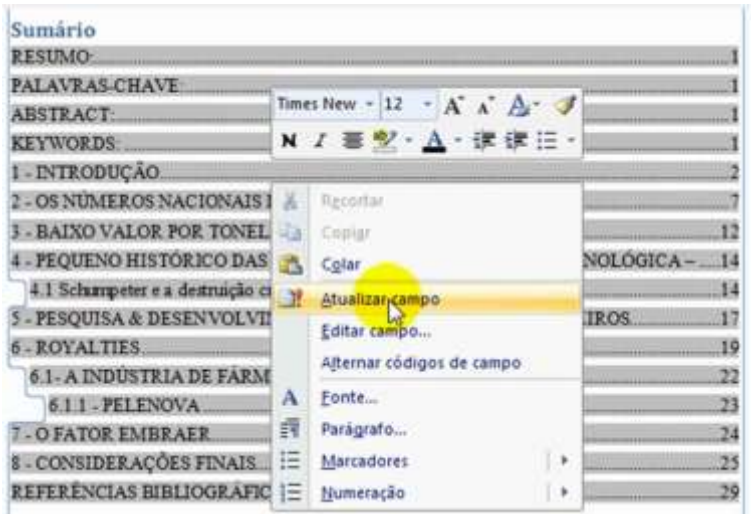 Sumário
RESUMO: 1
PALAVRAS-CHAVE 1
ABSTRACT: 1
KEYWORDS: 1
Times New 12 A A A
N I A
1 - INTRODUÇÃO 2
2 - OS NÚMEROS NACIONAIS 7
3 - BAIXO VALOR POR TONEL 12
4 - PEQUENO HISTÓRICO DAS NOLÓGICA – 14
4.1 Schumpeter e a destruição 14
5 - PESQUISA & DESENVOLVI IROS 17
6 - ROYALTIES 19
6.1- A INDÚSTRIA DE FÁRM 22
6.1.1 - PELENOVA 23
7 - O FATOR EMBRAER 24
8 - CONSIDERAÇÕES FINAIS 25
REFERÊNCIAS BIBLIOGRÁFIC 29
Recortar
Copiar
Colar
Atualizar campo
Editar campo...
Alternar códigos de campo
A Fonte...
Parágrafo...
Marcadores
Numeração